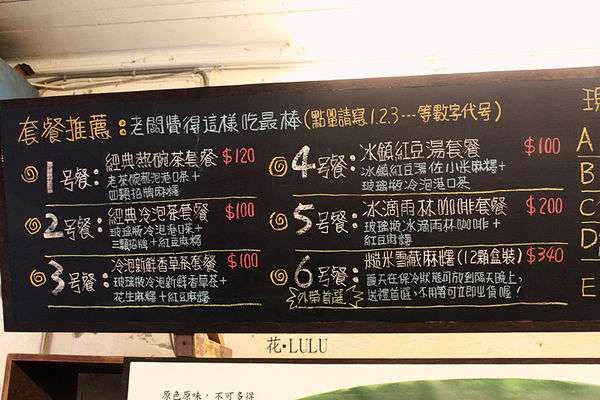 套餐推薦：老闆覺得這樣吃最棒(點單請寫1.2.3---等數字代号)
1号餐：經典熱碗茶套餐 $120
老茶碗熱泡港口茶+
四顆招牌麻糬
2号餐：經典冷泡茶套餐 $100
玻璃瓶冷泡港口茶+
三顆招牌+紅豆麻糬
3号餐：冷泡新鮮香草茶套餐 $100
玻璃瓶冷泡新鮮香草茶+
花生麻糬+紅豆麻糬
4号餐：冰鎮紅豆湯套餐 $100
冰鎮紅豆湯佐小米麻糬+
玻璃瓶冷泡港口茶
5号餐：冰滴雨林咖啡套餐 $200
玻璃瓶冰滴雨林咖啡+
紅豆麻糬
6号餐：糯米雪藏麻糬(12顆盒裝) $340
外帶首選
夏天在保冷狀態可放到隔天晚上，
送禮首選，不用等可立即出貨喔！
現
A
B
C
D
E
花•LULU
原色原味，不可多得